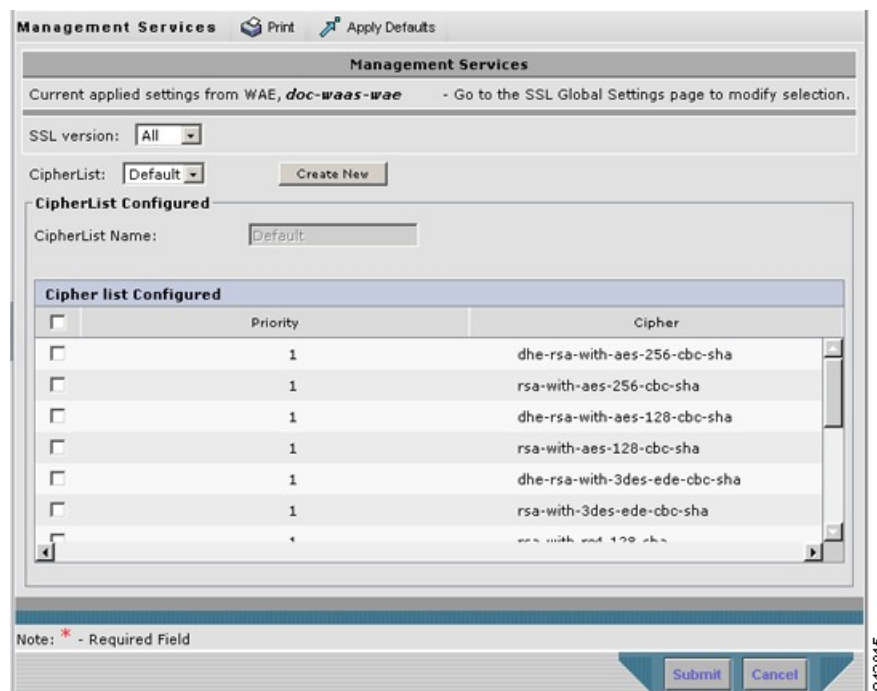 Management Services Print Apply Defaults
Management Services
Current applied settings from WAE, doc-waas-wae - Go to the SSL Global Settings page to modify selection.
SSL version: All
CipherList: Default Create New
CipherList Configured
CipherList Name: Default
Cipher list Configured
Priority Cipher
1 dhe-rsa-with-aes-256-cbc-sha
1 rsa-with-aes-256-cbc-sha
1 dhe-rsa-with-aes-128-cbc-sha
1 rsa-with-aes-128-cbc-sha
1 dhe-rsa-with-3des-ede-cbc-sha
1 rsa-with-3des-ede-cbc-sha
Note: * - Required Field
Submit Cancel